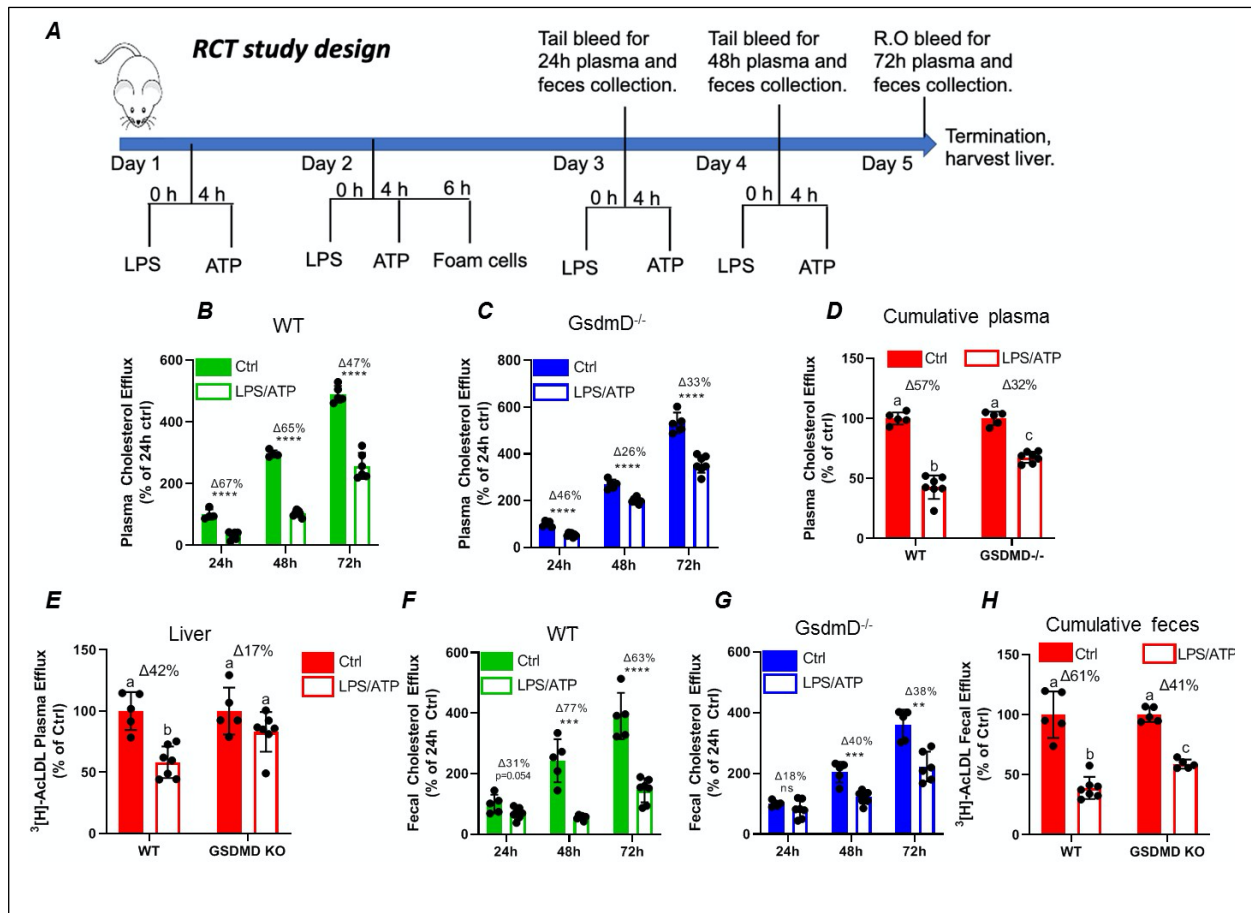 A
RCT study design
Tail bleed for
24h plasma and
feces collection.
Tail bleed for
48h plasma and
feces collection.
R.O bleed for
72h plasma and
feces collection.
Day 1
Day 2
Day 3
Day 4
Day 5
Termination,
harvest liver.
0 h 4 h
LPS ATP
0 h 4 h 6 h
LPS ATP Foam cells
0 h 4 h
LPS ATP
0 h 4 h
LPS ATP
B
WT
Plasma Cholesterol Efflux
(% of 24h ctrl)
600
400
200
0
Ctrl
LPS/ATP
Δ67%
****
Δ65%
****
Δ47%
****
24h 48h 72h
C
GsdmD-/-
Plasma Cholesterol Efflux
(% of 24h ctrl)
800
600
400
200
0
Ctrl
LPS/ATP
Δ46%
****
Δ26%
****
Δ33%
****
24h 48h 72h
D
Cumulative plasma
Plasma Cholesterol Efflux
(% of ctrl)
150
100
50
0
Ctrl LPS/ATP
Δ57% Δ32%
a b a c
WT GSDMD-/-
E
Liver
³[H]-AcLDL Plasma Efflux
(% of Ctrl)
150
100
50
0
Δ42% Δ17%
a b a a
Ctrl
LPS/ATP
WT GSDMD KO
F
WT
Fecal Cholesterol Efflux
(% of 24h Ctrl)
600
400
200
0
Ctrl
LPS/ATP
Δ31%
p=0.054
Δ77%
***
Δ63%
****
24h 48h 72h
G
GsdmD-/-
Fecal Cholesterol Efflux
(% of 24h Ctrl)
600
400
200
0
Ctrl
LPS/ATP
Δ18%
ns
Δ40%
***
Δ38%
**
24h 48h 72h
H
Cumulative feces
³[H]-AcLDL Fecal Efflux
(% of Ctrl)
150
100
50
0
Ctrl LPS/ATP
Δ61% Δ41%
a b a c
WT GSDMD KO